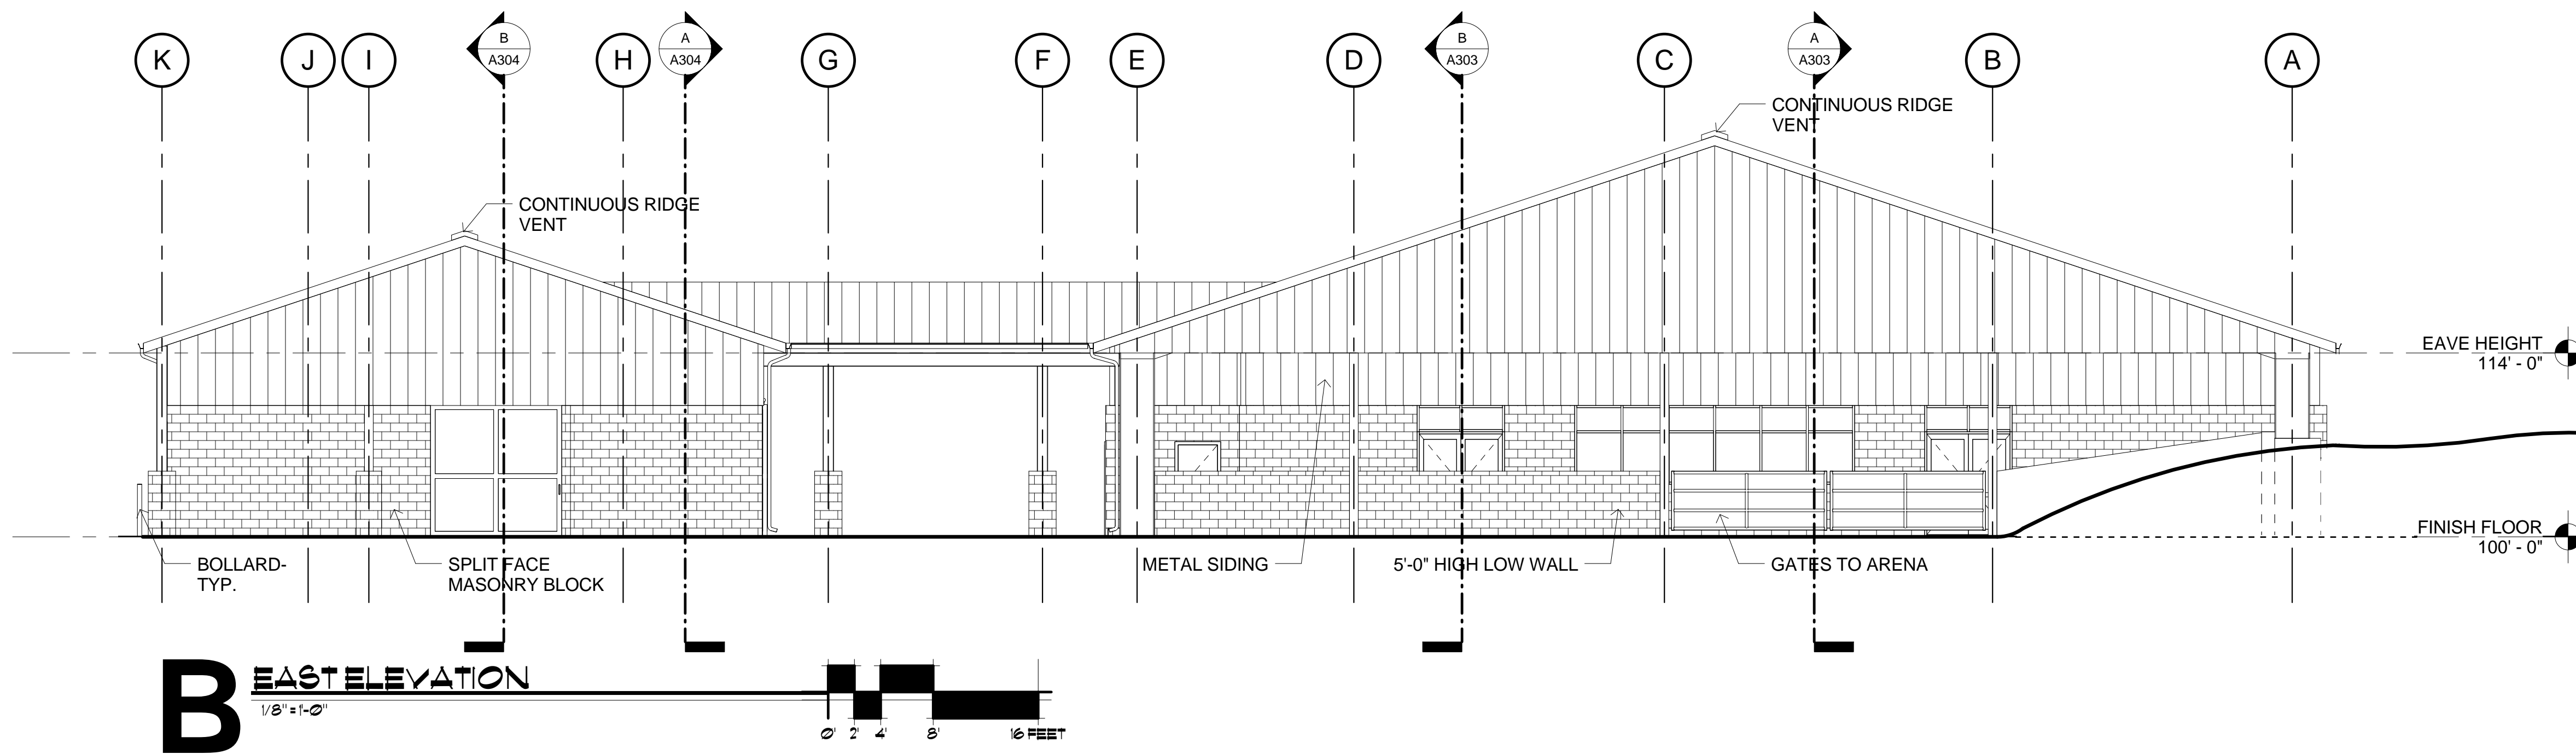 K
J
I
B
A304
H
A
A304
G
F
E
D
B
A303
C
A
A303
B
A
CONTINUOUS RIDGE
VENT
CONTINUOUS RIDGE
VENT
EAVE HEIGHT
114' - 0"
FINISH FLOOR
100' - 0"
BOLLARD-
TYP.
SPLIT FACE
MASONRY BLOCK
METAL SIDING
5'-0" HIGH LOW WALL
GATES TO ARENA
B
EAST ELEVATION
1/8" = 1'-0"
0' 2' 4' 8' 16 FEET